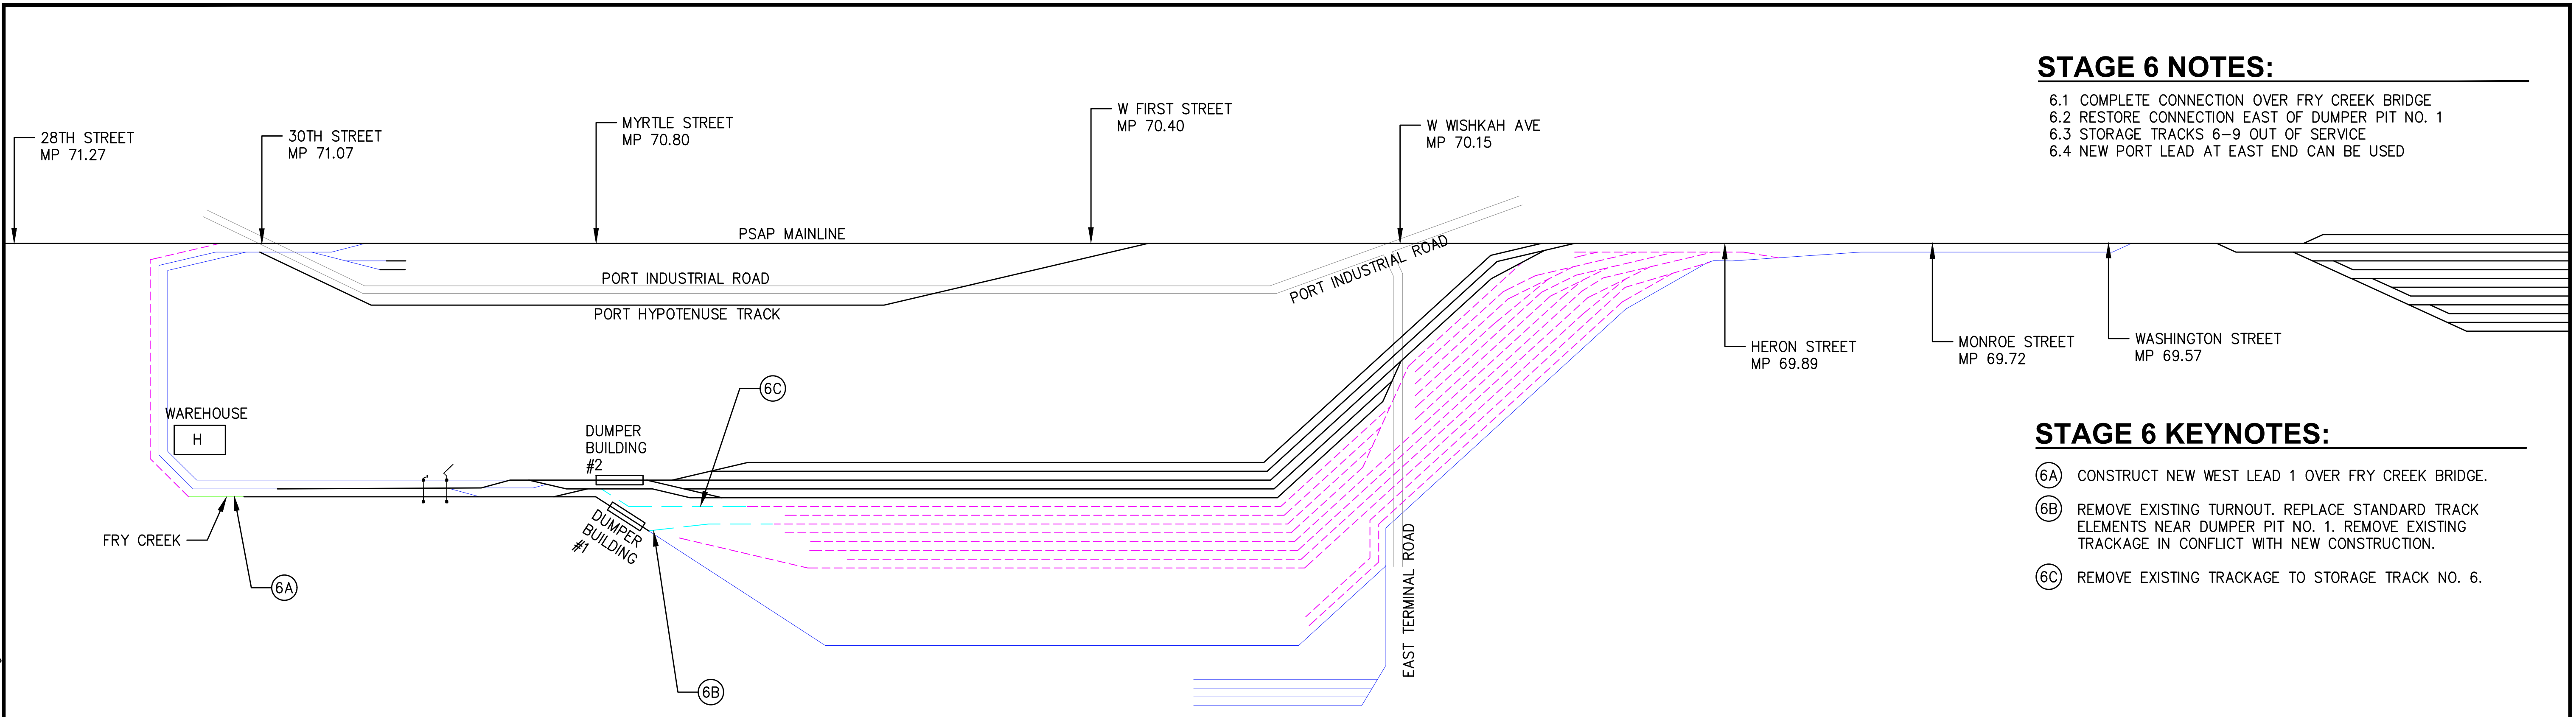 STAGE 6 NOTES:
6.1 COMPLETE CONNECTION OVER FRY CREEK BRIDGE
6.2 RESTORE CONNECTION EAST OF DUMPER PIT NO. 1
6.3 STORAGE TRACKS 6-9 OUT OF SERVICE
6.4 NEW PORT LEAD AT EAST END CAN BE USED
28TH STREET
MP 71.27
30TH STREET
MP 71.07
MYRTLE STREET
MP 70.80
W FIRST STREET
MP 70.40
W WISHKAH AVE
MP 70.15
PSAP MAINLINE
PORT INDUSTRIAL ROAD
PORT INDUSTRIAL ROAD
PORT HYPOTENUSE TRACK
HERON STREET
MP 69.89
MONROE STREET
MP 69.72
WASHINGTON STREET
MP 69.57
6C
WAREHOUSE
H
DUMPER
BUILDING
#2
DUMPER
BUILDING
#1
FRY CREEK
6A
6B
EAST TERMINAL ROAD
STAGE 6 KEYNOTES:
6A CONSTRUCT NEW WEST LEAD 1 OVER FRY CREEK BRIDGE.
6B REMOVE EXISTING TURNOUT. REPLACE STANDARD TRACK
ELEMENTS NEAR DUMPER PIT NO. 1. REMOVE EXISTING
TRACKAGE IN CONFLICT WITH NEW CONSTRUCTION.
6C REMOVE EXISTING TRACKAGE TO STORAGE TRACK NO. 6.